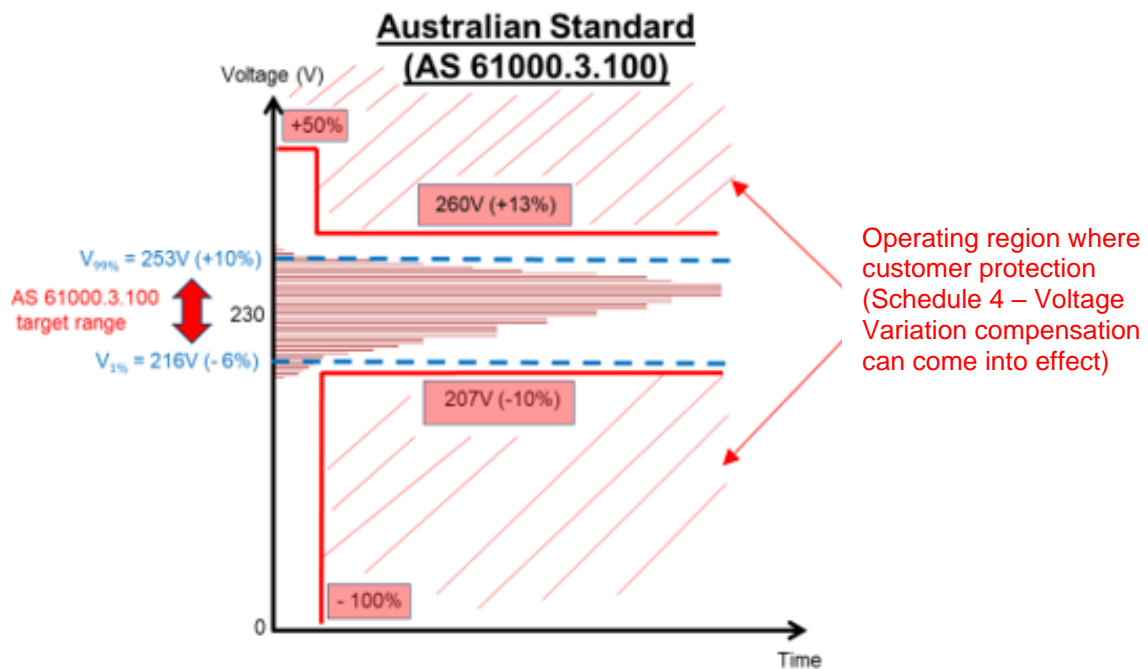 Australian Standard
(AS 61000.3.100)
Voltage (V)
+50%
260V (+13%)
V99% = 253V (+10%)
AS 61000.3.100
target range
230
V1% = 216V (- 6%)
207V (-10%)
- 100%
0
Time
Operating region where
customer protection
(Schedule 4 – Voltage
Variation compensation
can come into effect)